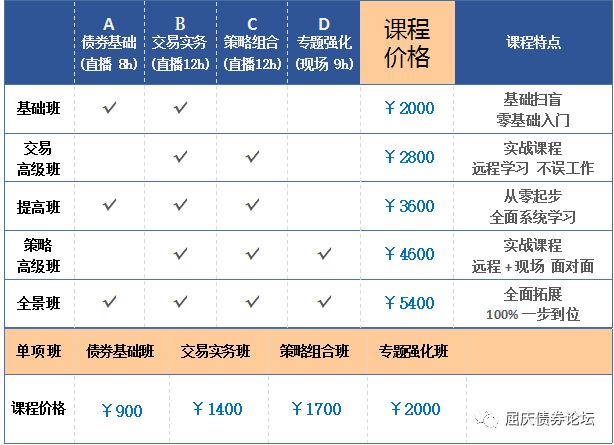 A B C D 课程价格 课程特点
债券基础 交易实务 策略组合 专题强化
(直播 8h) (直播12h) (直播12h) (现场 9h)
基础班 ✓ ✓ ￥2000 基础扫盲
零基础入门
交易高级班 ✓ ✓ ￥2800 实战课程
远程学习 不误工作
提高班 ✓ ✓ ✓ ￥3600 从零起步
全面系统学习
策略高级班 ✓ ✓ ✓ ￥4600 实战课程
远程+现场 面对面
全景班 ✓ ✓ ✓ ✓ ￥5400 全面拓展
100%一步到位
单项班 债券基础班 交易实务班 策略组合班 专题强化班
课程价格 ￥900 ￥1400 ￥1700 ￥2000
屈庆债券论坛